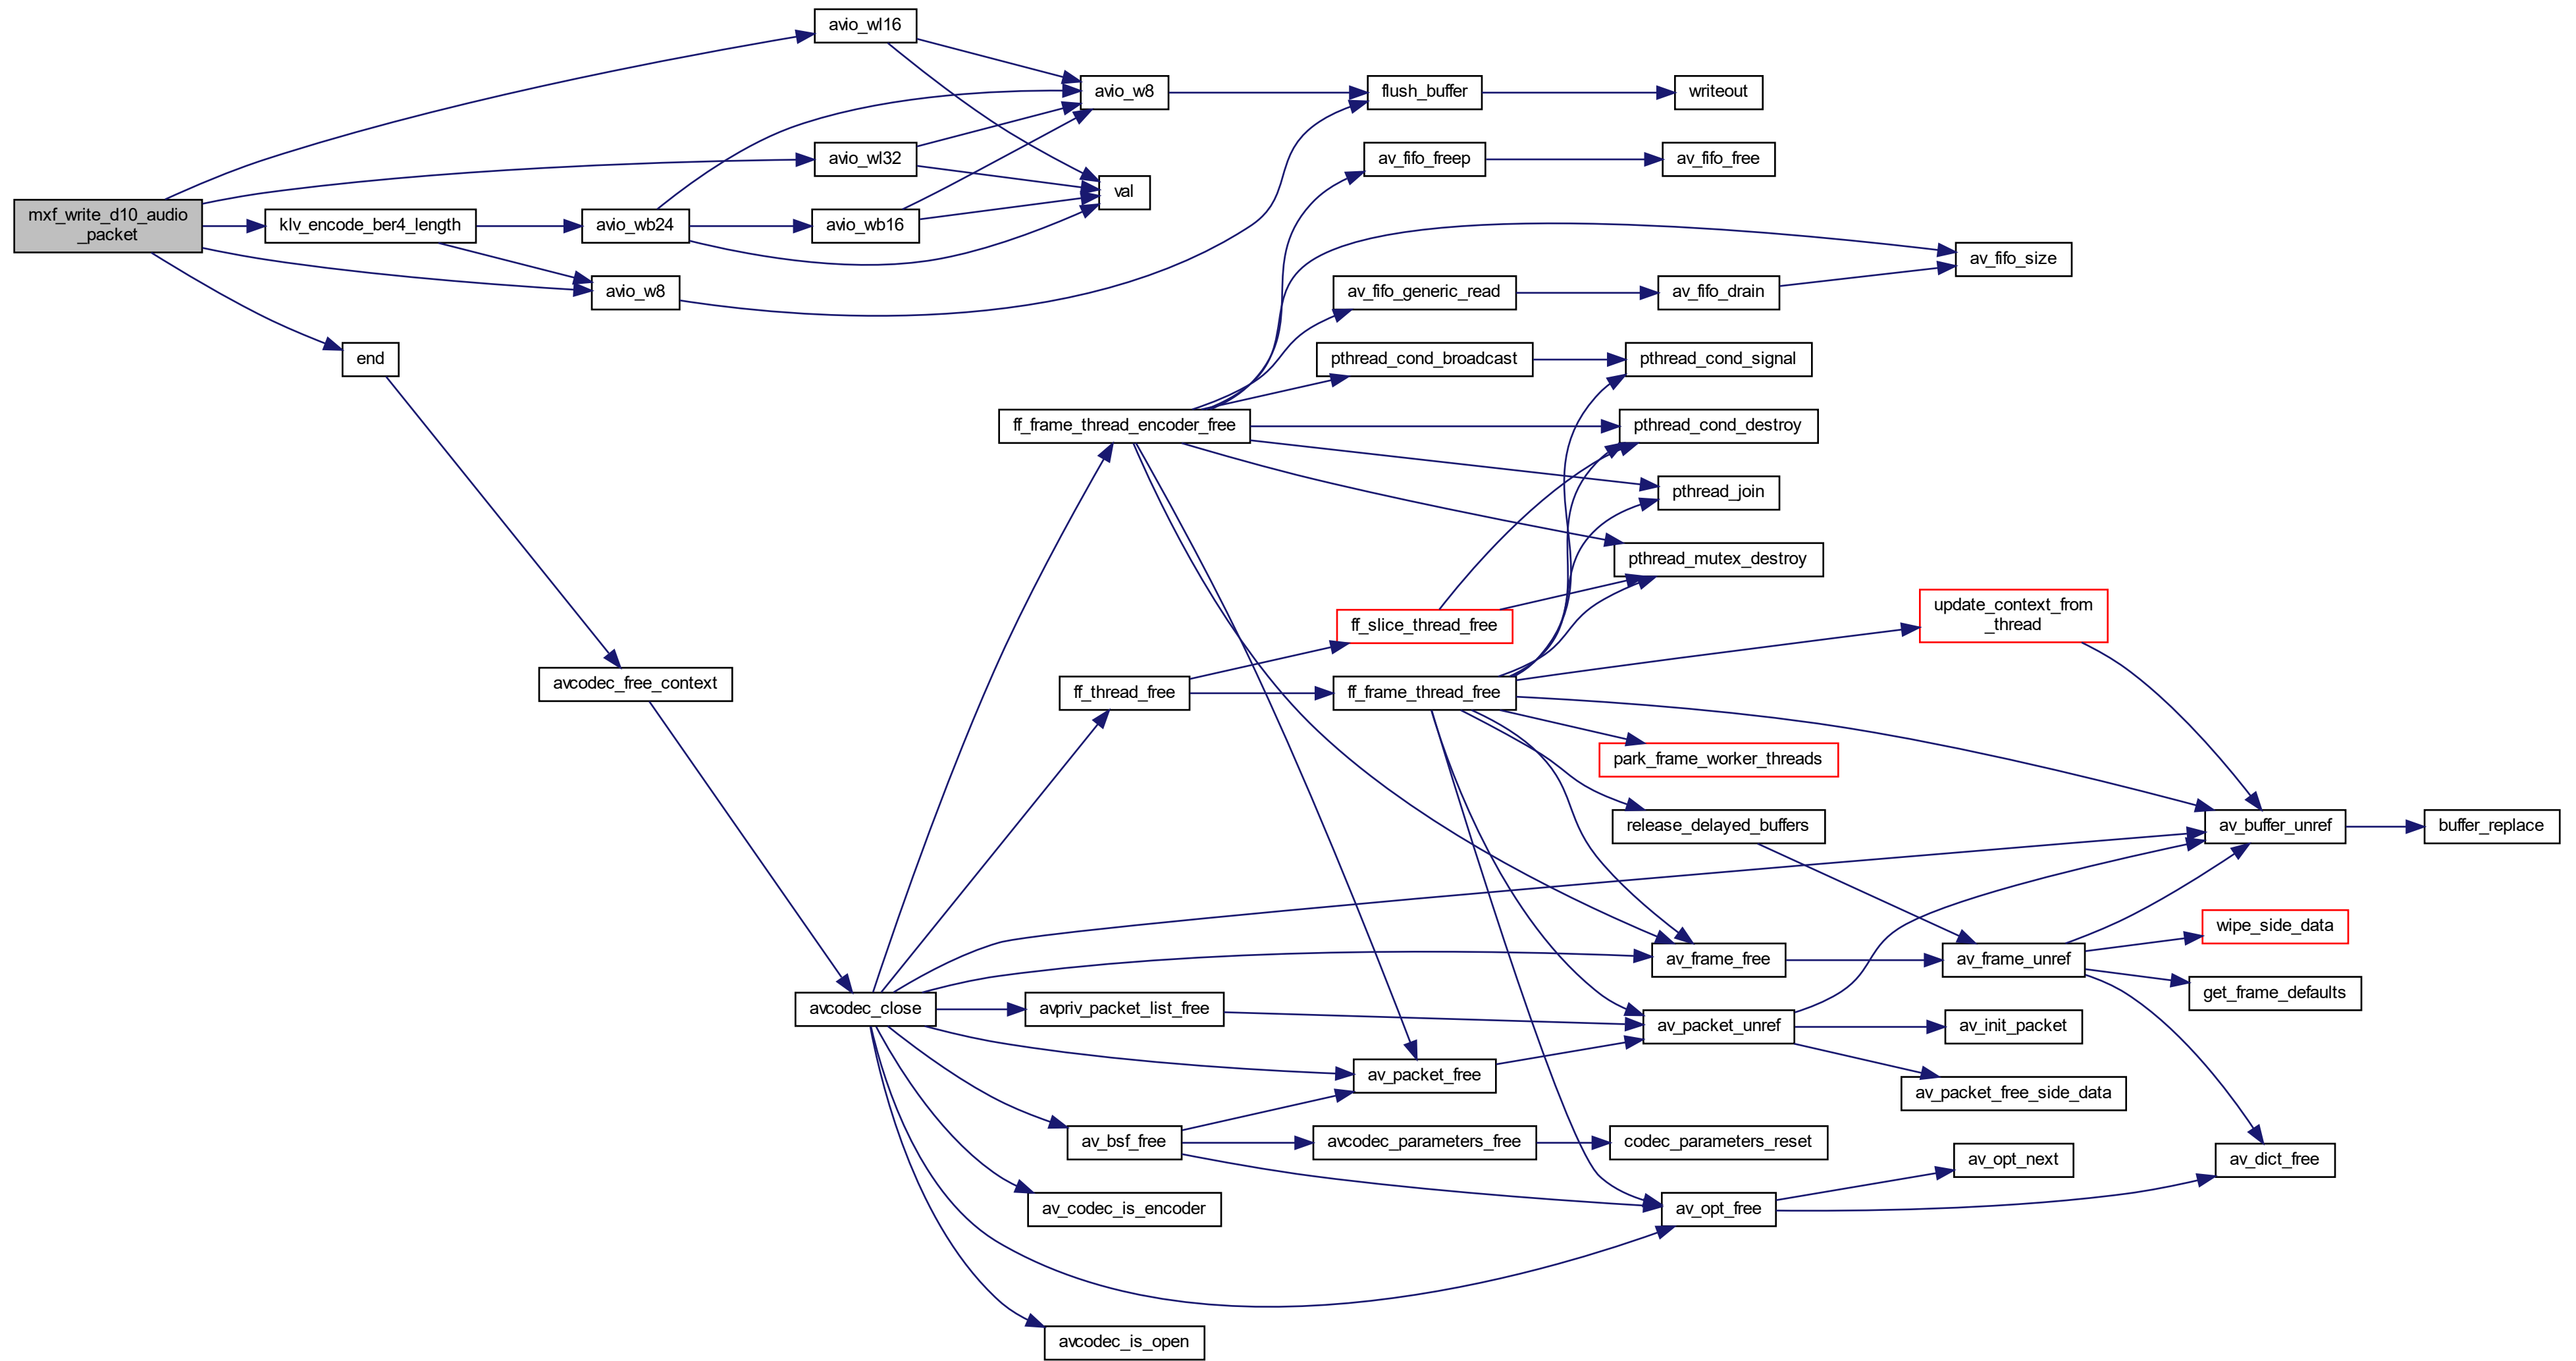 avio_wl16
avio_w8
flush_buffer
writeout
avio_wl32
av_fifo_freep
av_fifo_free
val
mxf_write_d10_audio
_packet
klv_encode_ber4_length
avio_wb24
avio_wb16
av_fifo_size
avio_w8
av_fifo_generic_read
av_fifo_drain
end
pthread_cond_broadcast
pthread_cond_signal
ff_frame_thread_encoder_free
pthread_cond_destroy
pthread_join
pthread_mutex_destroy
ff_slice_thread_free
update_context_from
_thread
avcodec_free_context
ff_thread_free
ff_frame_thread_free
park_frame_worker_threads
release_delayed_buffers
av_buffer_unref
buffer_replace
wipe_side_data
av_frame_free
av_frame_unref
get_frame_defaults
avcodec_close
avpriv_packet_list_free
av_packet_unref
av_init_packet
av_packet_free
av_packet_free_side_data
av_bsf_free
avcodec_parameters_free
codec_parameters_reset
av_opt_next
av_dict_free
av_codec_is_encoder
av_opt_free
avcodec_is_open